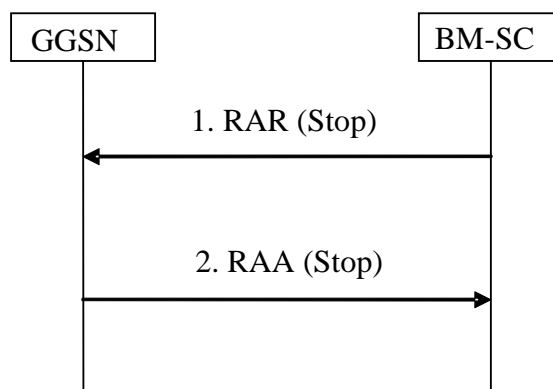 GGSN
BM-SC
1. RAR (Stop)
2. RAA (Stop)